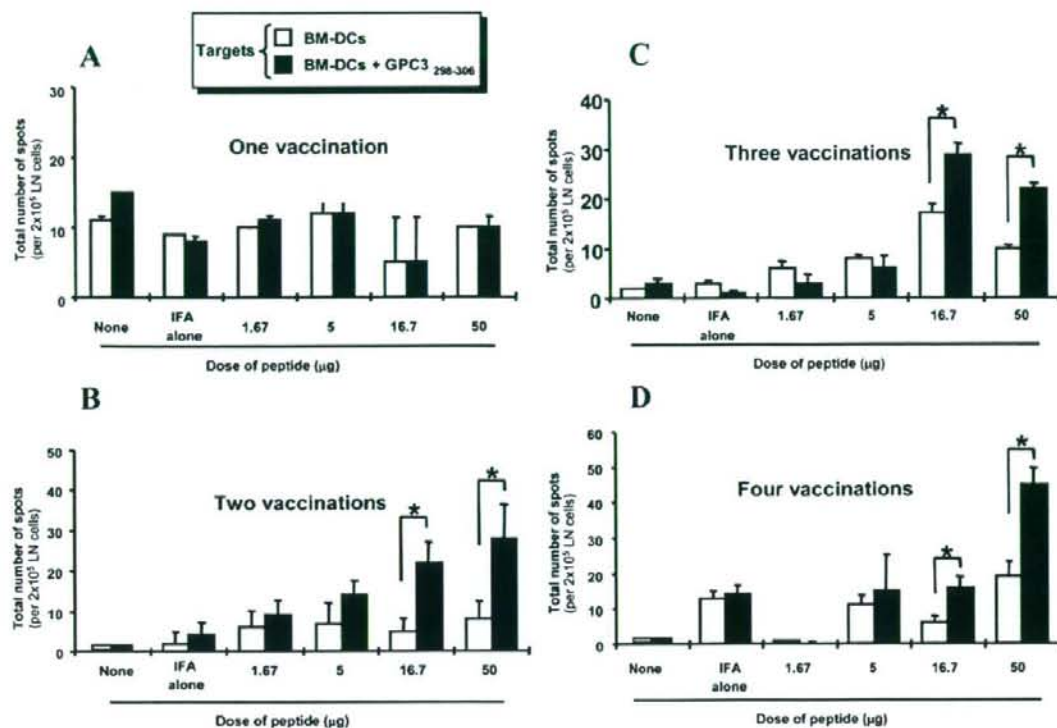 Targets
BM-DCs
BM-DCs + GPC3 298-306
A
One vaccination
Total number of spots
(per 2x10⁵ LN cells)
30
20
10
0
None
IFA
alone
1.67
5
16.7
50
Dose of peptide (µg)
B
Two vaccinations
Total number of spots
(per 2x10⁵ LN cells)
50
40
30
20
10
0
*
*
None
IFA
alone
1.67
5
16.7
50
Dose of peptide (µg)
C
Three vaccinations
Total number of spots
(per 2x10⁵ LN cells)
40
30
20
10
0
*
*
None
IFA
alone
1.67
5
16.7
50
Dose of peptide (µg)
D
Four vaccinations
Total number of spots
(per 2x10⁵ LN cells)
60
50
40
30
20
10
0
*
*
None
IFA
alone
1.67
5
16.7
50
Dose of peptide (µg)